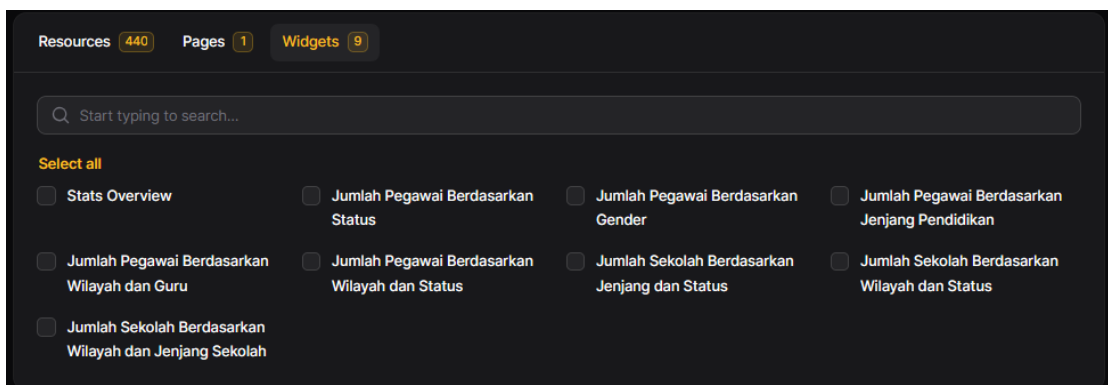 Resources 440 Pages 1 Widgets 9
Start typing to search...
Select all
Stats Overview
Jumlah Pegawai Berdasarkan
Status
Jumlah Pegawai Berdasarkan
Gender
Jumlah Pegawai Berdasarkan
Jenjang Pendidikan
Jumlah Pegawai Berdasarkan
Wilayah dan Guru
Jumlah Pegawai Berdasarkan
Wilayah dan Status
Jumlah Sekolah Berdasarkan
Jenjang dan Status
Jumlah Sekolah Berdasarkan
Wilayah dan Status
Jumlah Sekolah Berdasarkan
Wilayah dan Jenjang Sekolah